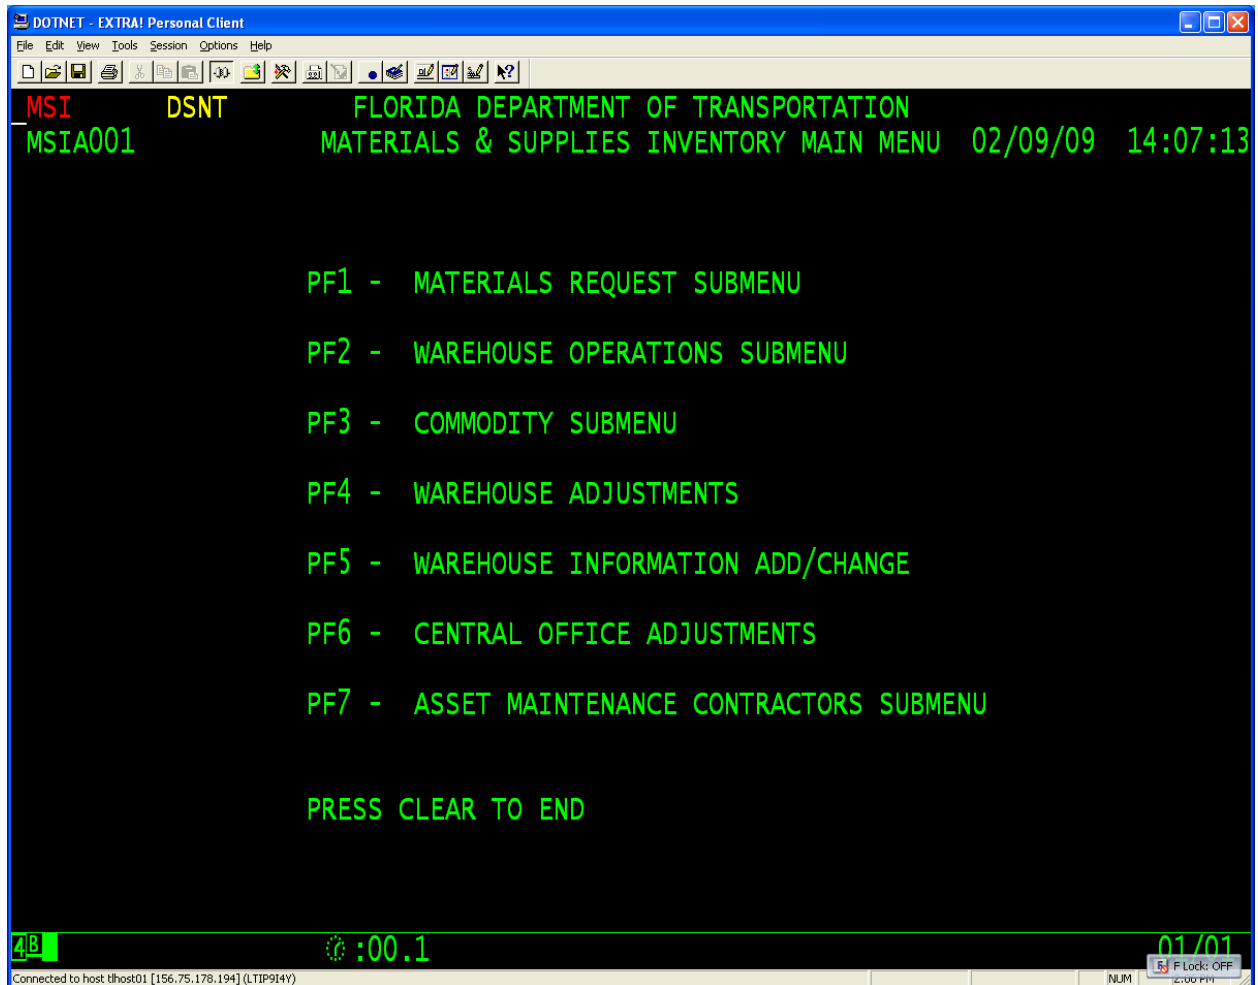 DOTNET - EXTRA! Personal Client
File Edit View Tools Session Options Help
MSI DSNT FLORIDA DEPARTMENT OF TRANSPORTATION
MSIA001 MATERIALS & SUPPLIES INVENTORY MAIN MENU 02/09/09 14:07:13
PF1 - MATERIALS REQUEST SUBMENU
PF2 - WAREHOUSE OPERATIONS SUBMENU
PF3 - COMMODITY SUBMENU
PF4 - WAREHOUSE ADJUSTMENTS
PF5 - WAREHOUSE INFORMATION ADD/CHANGE
PF6 - CENTRAL OFFICE ADJUSTMENTS
PF7 - ASSET MAINTENANCE CONTRACTORS SUBMENU
PRESS CLEAR TO END
4B :00.1 01/01
F Lock: OFF
Connected to host tlhost01 [156.75.178.194] (LTIP9I4Y) NUM